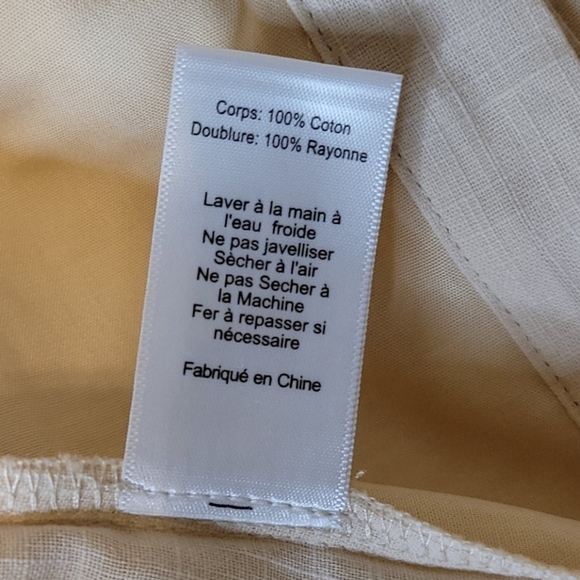 Corps: 100% Coton
Doublure: 100% Rayonne
Laver à la main à
l'eau froide
Ne pas javelliser
Sècher à l'air
Ne pas Secher à
la Machine
Fer à repasser si
nécessaire
Fabriqué en Chine